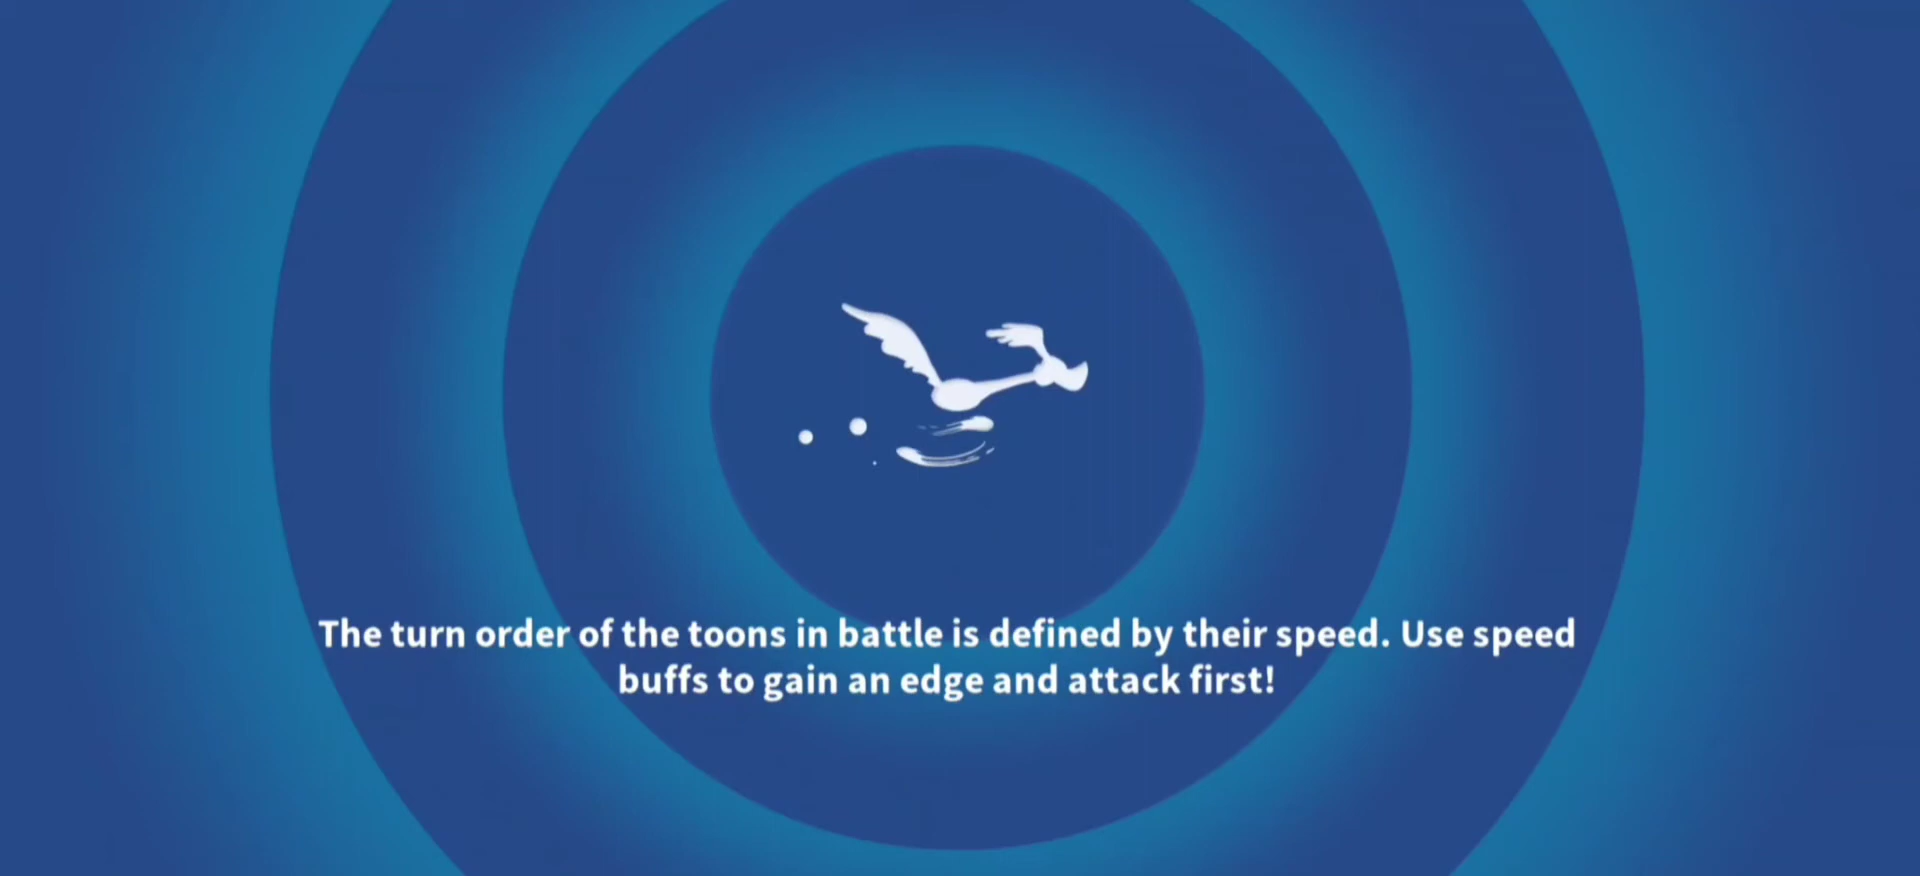 The turn order of the toons in battle is defined by their speed. Use speed
buffs to gain an edge and attack first!